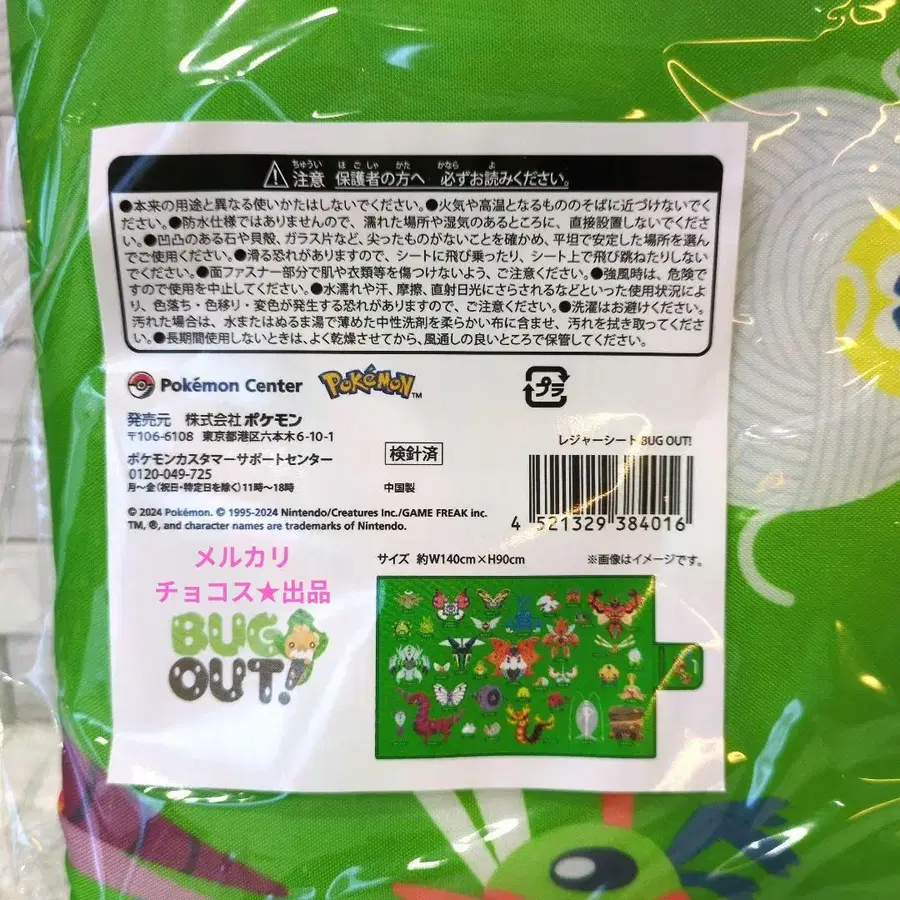 ちゅうい ほごしゃ かた かなら よ
注意 保護者の方へ 必ずお読みください。
●本来の用途と異なる使いかたはしないでください。●火気や高温となるもののそばに近づけないでく
ださい。●防水仕様ではありませんので、濡れた場所や湿気のあるところに、直接設置しないでくださ
い。●凹凸のある石や貝殻、ガラス片など、尖ったものがないことを確かめ、平坦で安定した場所を選ん
でご使用ください。●滑る恐れがありますので、シートに飛び乗ったり、シート上で飛び跳ねたりしない
でください。●面ファスナー部分で肌や衣類等を傷つけないよう、ご注意ください。●強風時は、危険で
すので使用を中止してください。●水濡れや汗、摩擦、直射日光にさらされるなどといった使用状況によ
り、色落ち・色移り・変色が発生する恐れがありますので、ご注意ください。●洗濯はお避けください。
汚れた場合は、水またはぬるま湯で薄めた中性洗剤を柔らかい布に含ませ、汚れを拭き取ってくださ
い。●長期間使用しないときは、よく乾燥させてから、風通しの良いところで保管してください。
Pokémon Center POKéMON TM
プラ
発売元 株式会社ポケモン
〒106-6108 東京都港区六本木6-10-1
ポケモンカスタマーサポートセンター
0120-049-725
月～金(祝日・特定日を除く)11時～18時
検針済
中国製
レジャーシート BUG OUT!
4 521329 384016
© 2024 Pokémon. © 1995-2024 Nintendo/Creatures Inc./GAME FREAK inc.
TM, ®, and character names are trademarks of Nintendo.
メルカリ
チョコス★出品
サイズ 約W140cm×H90cm
※画像はイメージです。
BUG
OUT!